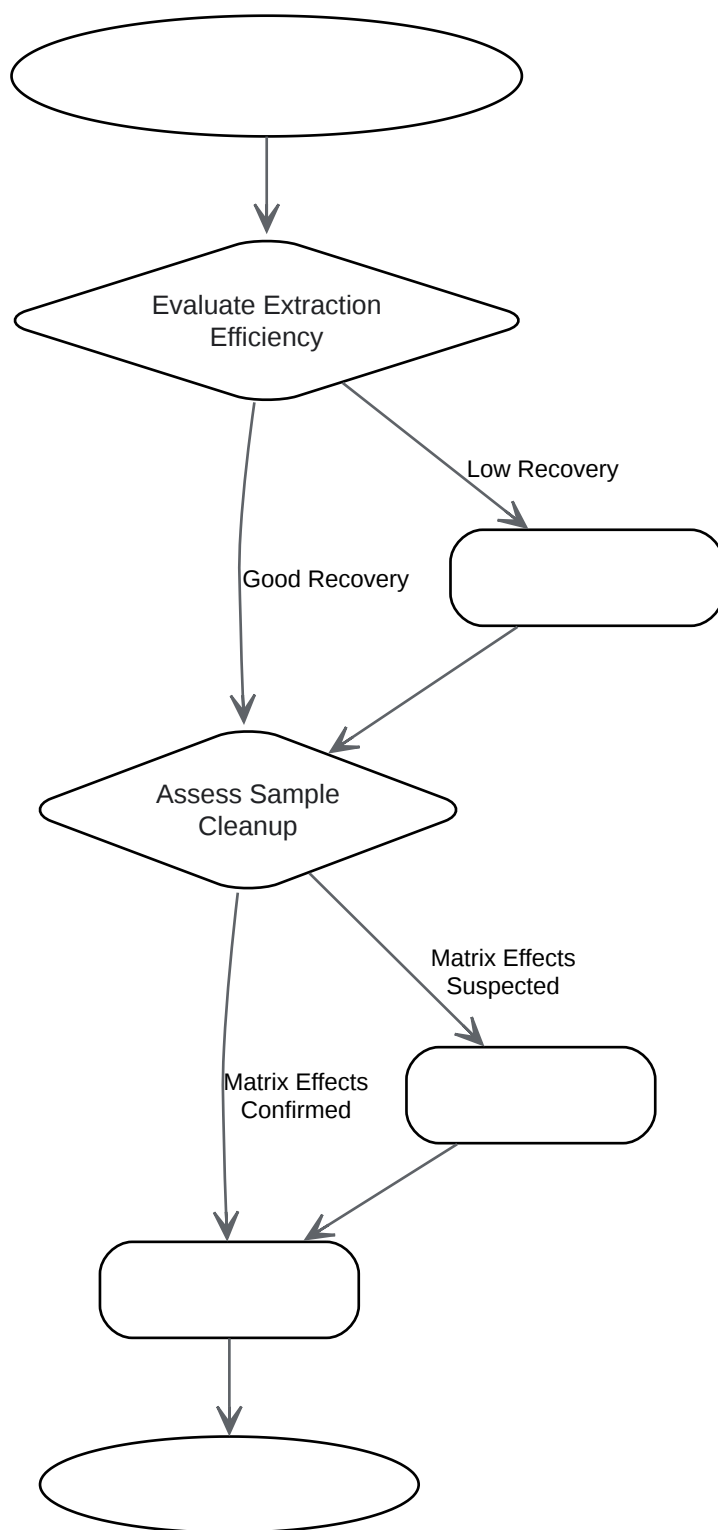 Evaluate Extraction
Efficiency
Low Recovery
Good Recovery
Assess Sample
Cleanup
Matrix Effects
Suspected
Matrix Effects
Confirmed